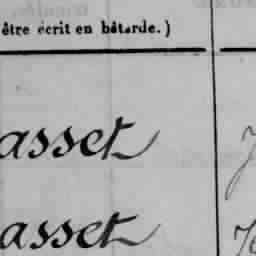 être écrit en bâtarde.)
asset
asset